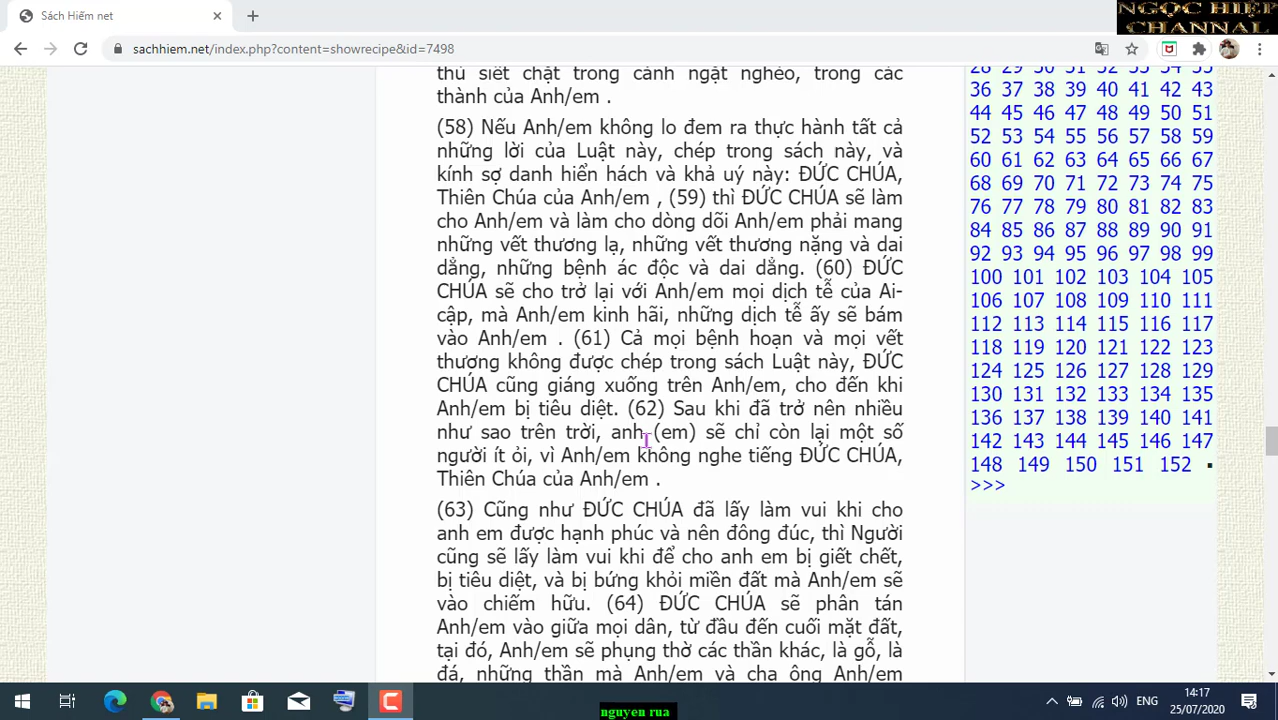 Sách Hiếm net
NGỌC HIỆP
CHANNAL
sachhiem.net/index.php?content=showrecipe&id=7498
thù siết chặt trong cảnh ngặt nghèo, trong các
thành của Anh/em .
(58) Nếu Anh/em không lo đem ra thực hành tất cả
những lời của Luật này, chép trong sách này, và
kính sợ danh hiển hách và khả uý này: ĐỨC CHÚA,
Thiên Chúa của Anh/em , (59) thì ĐỨC CHÚA sẽ làm
cho Anh/em và làm cho dòng dõi Anh/em phải mang
những vết thương lạ, những vết thương nặng và dai
dẳng, những bệnh ác độc và dai dẳng. (60) ĐỨC
CHÚA sẽ cho trở lại với Anh/em mọi dịch tễ của Ai-
cập, mà Anh/em kinh hãi, những dịch tễ ấy sẽ bám
vào Anh/em . (61) Cả mọi bệnh hoạn và mọi vết
thương không được chép trong sách Luật này, ĐỨC
CHÚA cũng giáng xuống trên Anh/em, cho đến khi
Anh/em bị tiêu diệt. (62) Sau khi đã trở nên nhiều
như sao trên trời, anh (em) sẽ chỉ còn lại một số
người ít ỏi, vì Anh/em không nghe tiếng ĐỨC CHÚA,
Thiên Chúa của Anh/em .
(63) Cũng như ĐỨC CHÚA đã lấy làm vui khi cho
anh em được hạnh phúc và nên đông đúc, thì Người
cũng sẽ lấy làm vui khi để cho anh em bị giết chết,
bị tiêu diệt, và bị bứng khỏi miền đất mà Anh/em sẽ
vào chiếm hữu. (64) ĐỨC CHÚA sẽ phân tán
Anh/em vào giữa mọi dân, từ đầu đến cuối mặt đất,
tại đó, Anh/em sẽ phụng thờ các thần khác, là gỗ, là
đá, những thần mà Anh/em và cha ông Anh/em
28 29 30 31 32 33 34 35
36 37 38 39 40 41 42 43
44 45 46 47 48 49 50 51
52 53 54 55 56 57 58 59
60 61 62 63 64 65 66 67
68 69 70 71 72 73 74 75
76 77 78 79 80 81 82 83
84 85 86 87 88 89 90 91
92 93 94 95 96 97 98 99
100 101 102 103 104 105
106 107 108 109 110 111
112 113 114 115 116 117
118 119 120 121 122 123
124 125 126 127 128 129
130 131 132 133 134 135
136 137 138 139 140 141
142 143 144 145 146 147
148 149 150 151 152 ▪
>>>
ENG
14:17
25/07/2020
nguyen rua